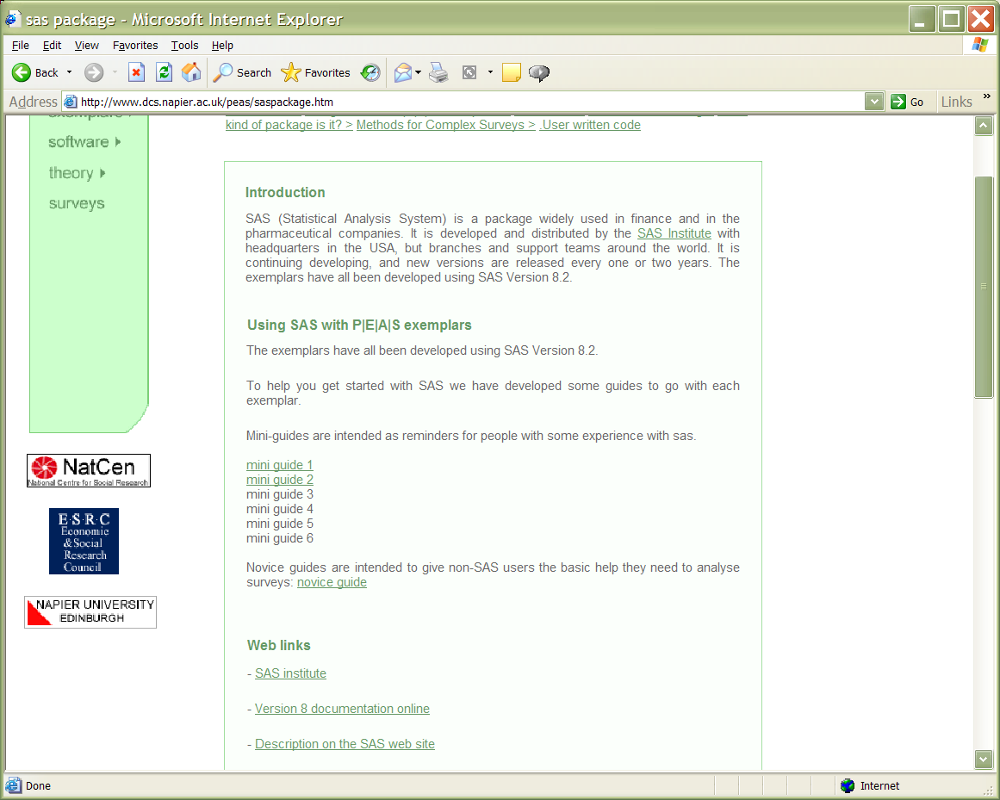 sas package - Microsoft Internet Explorer
File Edit View Favorites Tools Help
Back Search Favorites
Address http://www.dcs.napier.ac.uk/peas/saspackage.htm Go Links »
exemplars
software
theory
surveys
NatCen
National Centre for Social Research
E·S·R·C
Economic
& Social
Research
Council
NAPIER UNIVERSITY
EDINBURGH
kind of package is it? > Methods for Complex Surveys > .User written code
Introduction
SAS (Statistical Analysis System) is a package widely used in finance and in the
pharmaceutical companies. It is developed and distributed by the SAS Institute with
headquarters in the USA, but branches and support teams around the world. It is
continuing developing, and new versions are released every one or two years. The
exemplars have all been developed using SAS Version 8.2.
Using SAS with P|E|A|S exemplars
The exemplars have all been developed using SAS Version 8.2.
To help you get started with SAS we have developed some guides to go with each
exemplar.
Mini-guides are intended as reminders for people with some experience with sas.
mini guide 1
mini guide 2
mini guide 3
mini guide 4
mini guide 5
mini guide 6
Novice guides are intended to give non-SAS users the basic help they need to analyse
surveys: novice guide
Web links
- SAS institute
- Version 8 documentation online
- Description on the SAS web site
Done Internet